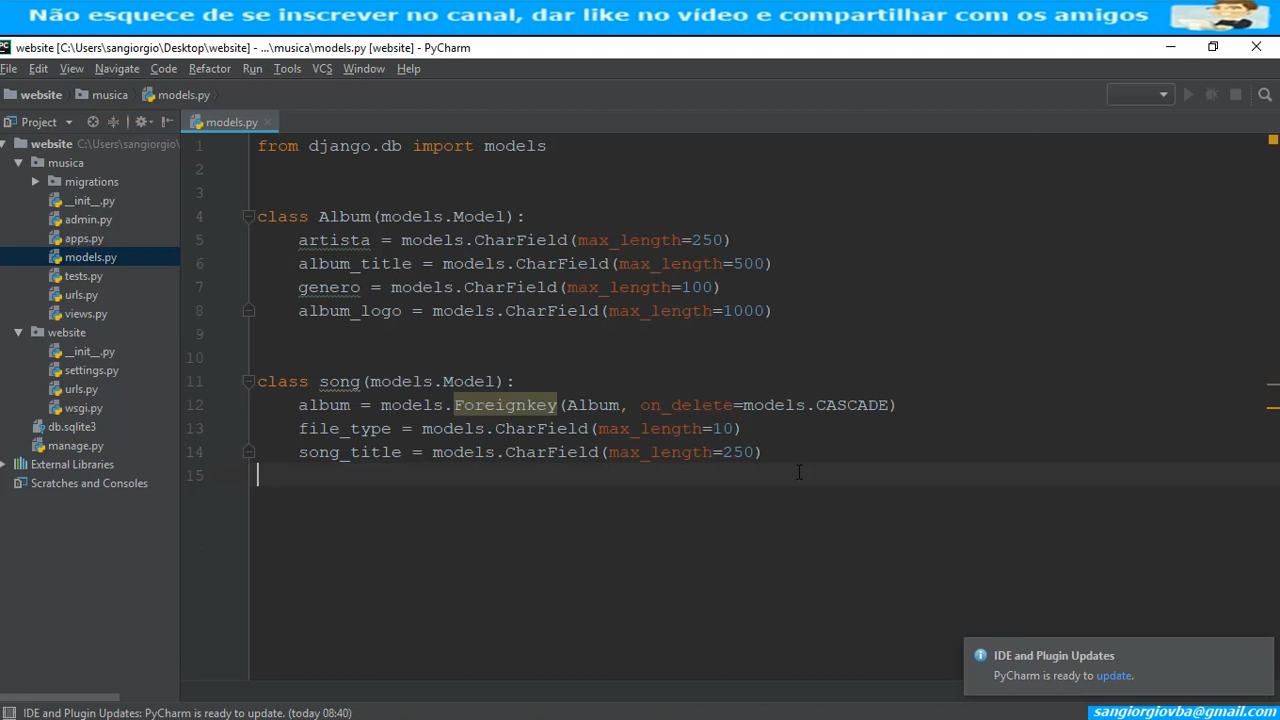 Não esquece de se inscrever no canal, dar like no vídeo e compartilhar com os amigos
PC website [C:\Users\sangiorgio\Desktop\website] - ...\musica\models.py [website] - PyCharm
File Edit View Navigate Code Refactor Run Tools VCS Window Help
website musica models.py
Project models.py
website C:\Users\sangiorgio\
musica
migrations
__init__.py
admin.py
apps.py
models.py
tests.py
urls.py
views.py
website
__init__.py
settings.py
urls.py
wsgi.py
db.sqlite3
manage.py
External Libraries
Scratches and Consoles
1 from django.db import models
2
3
4 class Album(models.Model):
5 artista = models.CharField(max_length=250)
6 album_title = models.CharField(max_length=500)
7 genero = models.CharField(max_length=100)
8 album_logo = models.CharField(max_length=1000)
9
10
11 class song(models.Model):
12 album = models.Foreignkey(Album, on_delete=models.CASCADE)
13 file_type = models.CharField(max_length=10)
14 song_title = models.CharField(max_length=250)
15
IDE and Plugin Updates
PyCharm is ready to update.
IDE and Plugin Updates: PyCharm is ready to update. (today 08:40)
sangiorgiovba@gmail.com